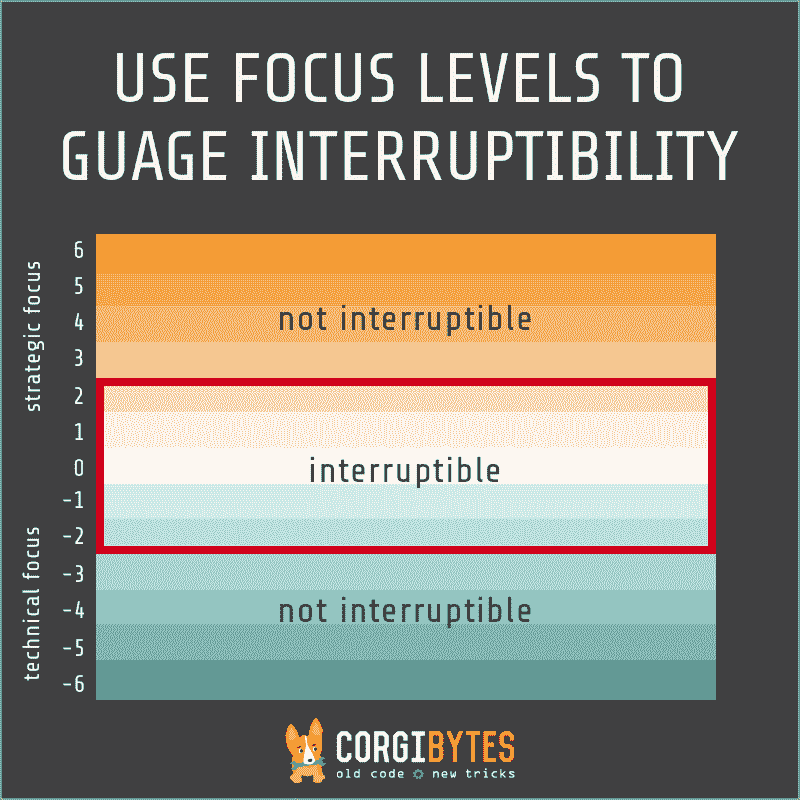 USE FOCUS LEVELS TO
GUAGE INTERRUPTIBILITY
strategic focus
technical focus
6
5
4
3
2
1
0
-1
-2
-3
-4
-5
-6
not interruptible
interruptible
not interruptible
CORGIBYTES
old code new tricks